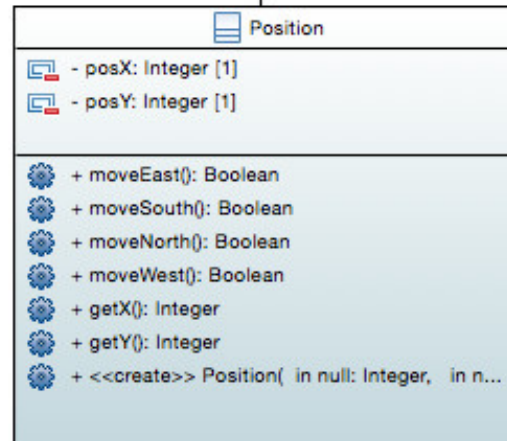 Position
- posX: Integer [1]
- posY: Integer [1]
+ moveEast(): Boolean
+ moveSouth(): Boolean
+ moveNorth(): Boolean
+ moveWest(): Boolean
+ getX(): Integer
+ getY(): Integer
+ <<create>> Position( in null: Integer, in n...